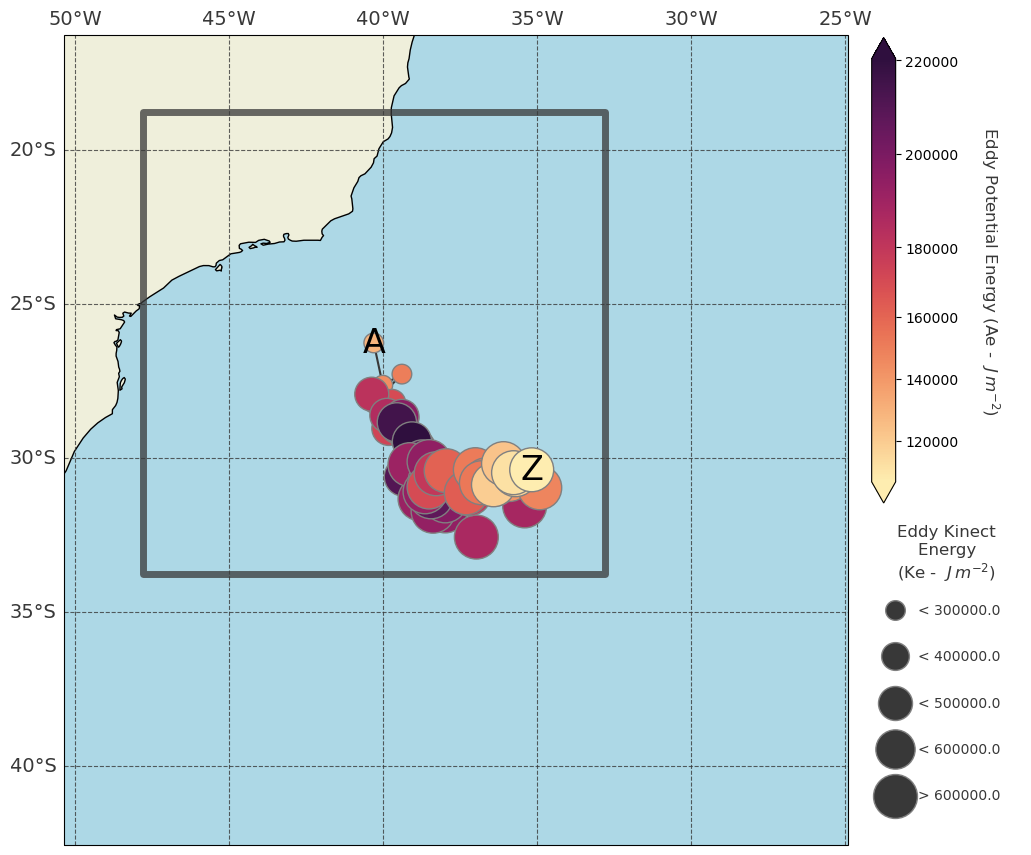 50°W 45°W 40°W 35°W 30°W 25°W
20°S
25°S
30°S
35°S
40°S
A
Z
220000
200000
180000
160000
140000
120000
Eddy Potential Energy (Ae - J m⁻²)
Eddy Kinect
Energy
(Ke - J m⁻²)
< 300000.0
< 400000.0
< 500000.0
< 600000.0
> 600000.0